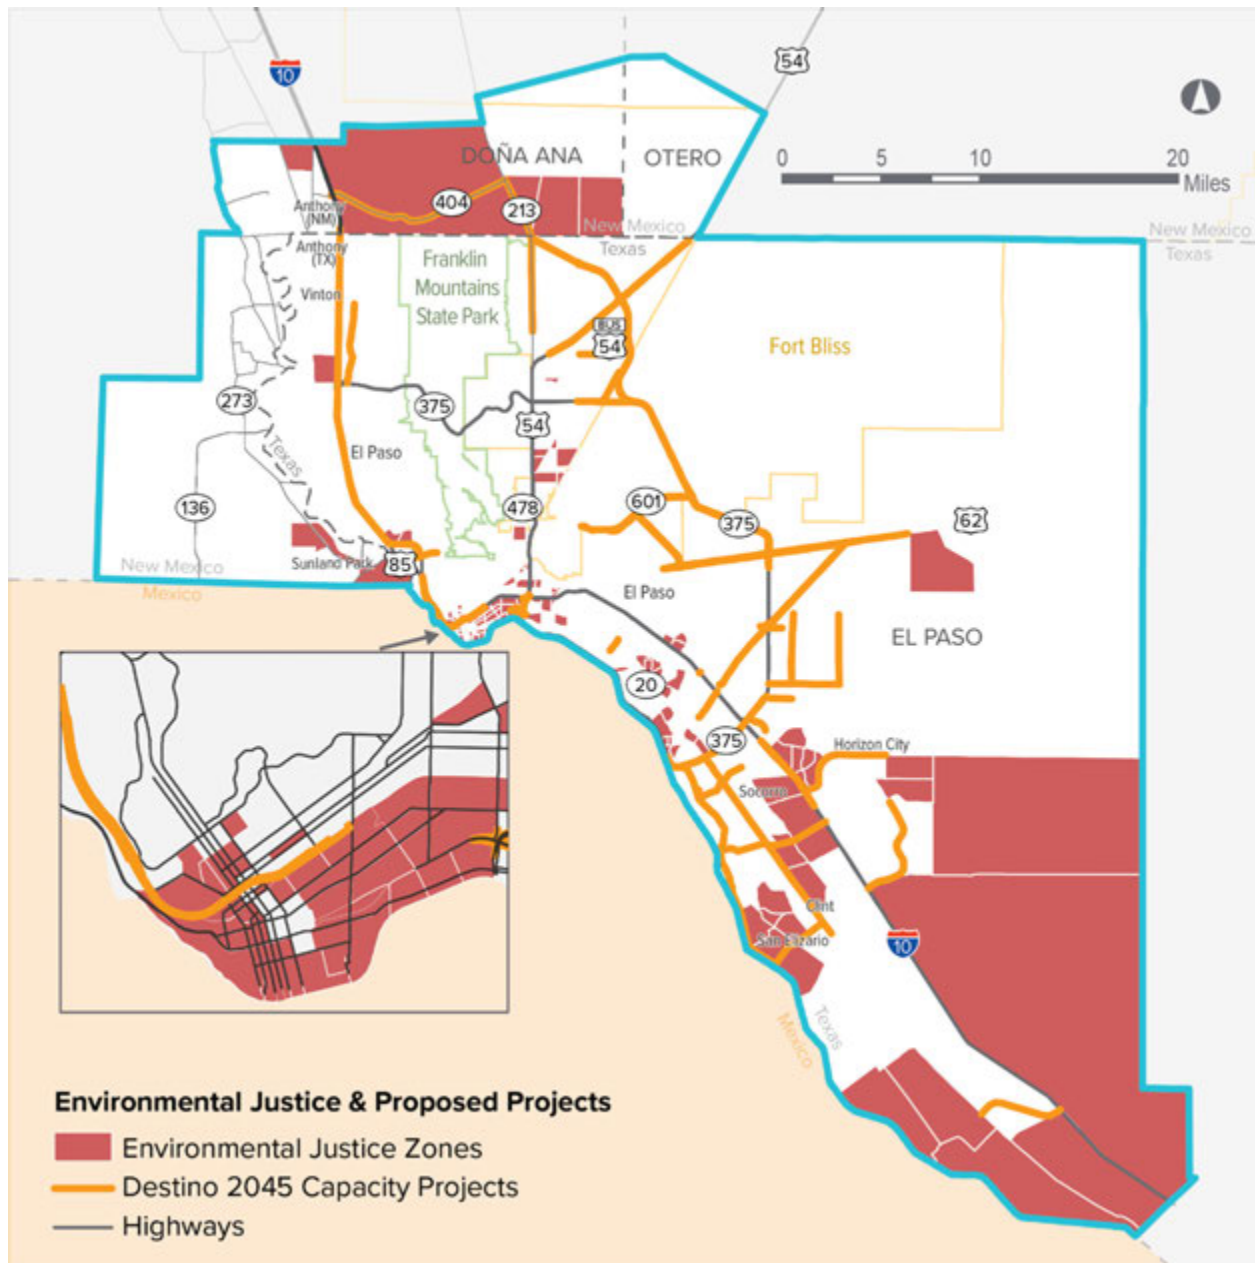 54
10
0
5
10
20
Miles
DOÑA ANA
OTERO
404
213
Anthony
(NM)
New Mexico
Texas
New Mexico
Texas
Anthony
(TX)
Franklin
Mountains
State Park
Vinton
BUS
54
Fort Bliss
273
375
54
Texas
El Paso
136
478
601
375
62
New Mexico
Mexico
Sunland Park
85
El Paso
EL PASO
20
375
Horizon City
Socorro
Clint
San Elizario
10
Texas
Mexico
Environmental Justice & Proposed Projects
Environmental Justice Zones
Destino 2045 Capacity Projects
Highways